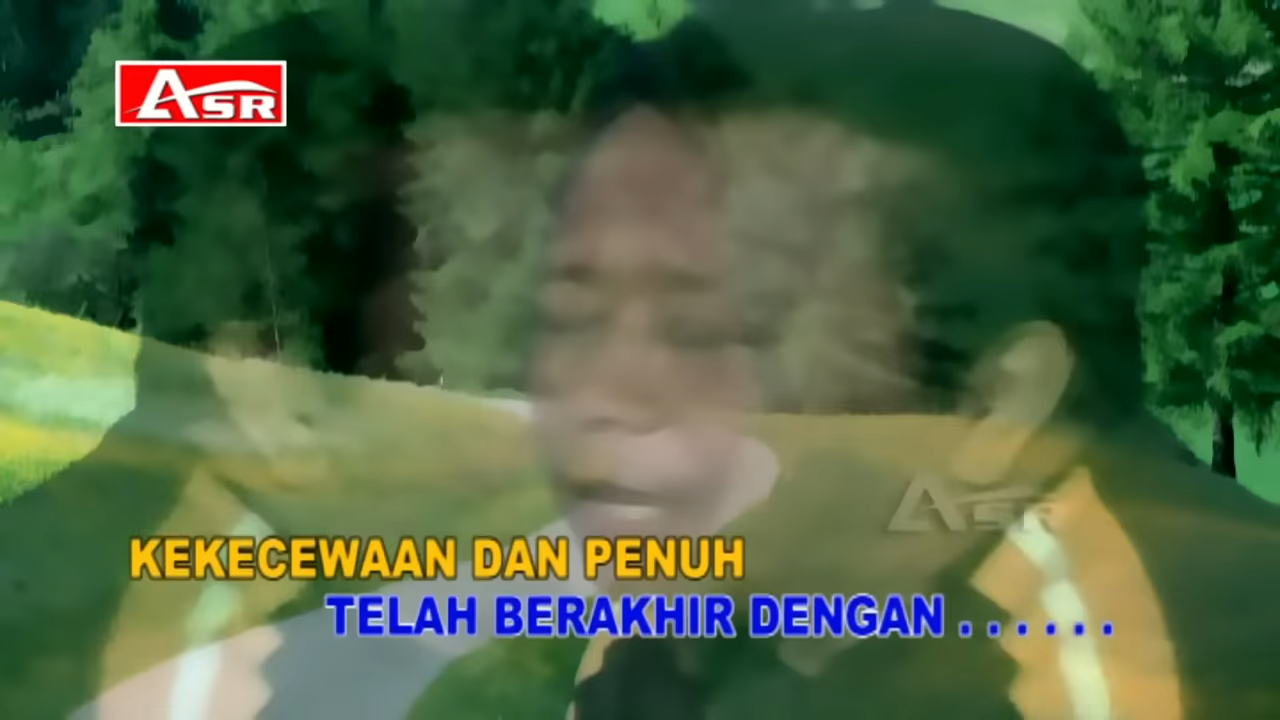 ASR
ASR
KEKECEWAAN DAN PENUH
TELAH BERAKHIR DENGAN . . . . . .